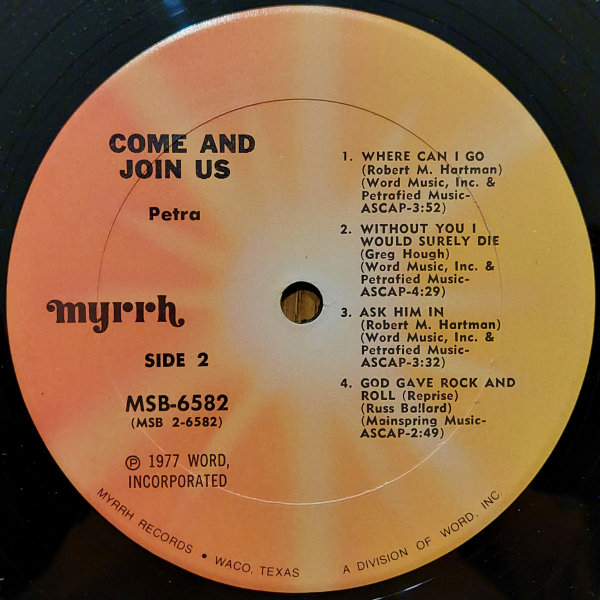 COME AND
JOIN US
Petra
myrrh
SIDE 2
MSB-6582
(MSB 2-6582)
℗ 1977 WORD,
INCORPORATED
1. WHERE CAN I GO
(Robert M. Hartman)
(Word Music, Inc. &
Petrafied Music-
ASCAP-3:52)
2. WITHOUT YOU I
WOULD SURELY DIE
(Greg Hough)
(Word Music, Inc. &
Petrafied Music-
ASCAP-4:29)
3. ASK HIM IN
(Robert M. Hartman)
(Word Music, Inc. &
Petrafied Music-
ASCAP-3:32)
4. GOD GAVE ROCK AND
ROLL (Reprise)
(Russ Ballard)
(Mainspring Music-
ASCAP-2:49)
MYRRH RECORDS • WACO, TEXAS A DIVISION OF WORD, INC.